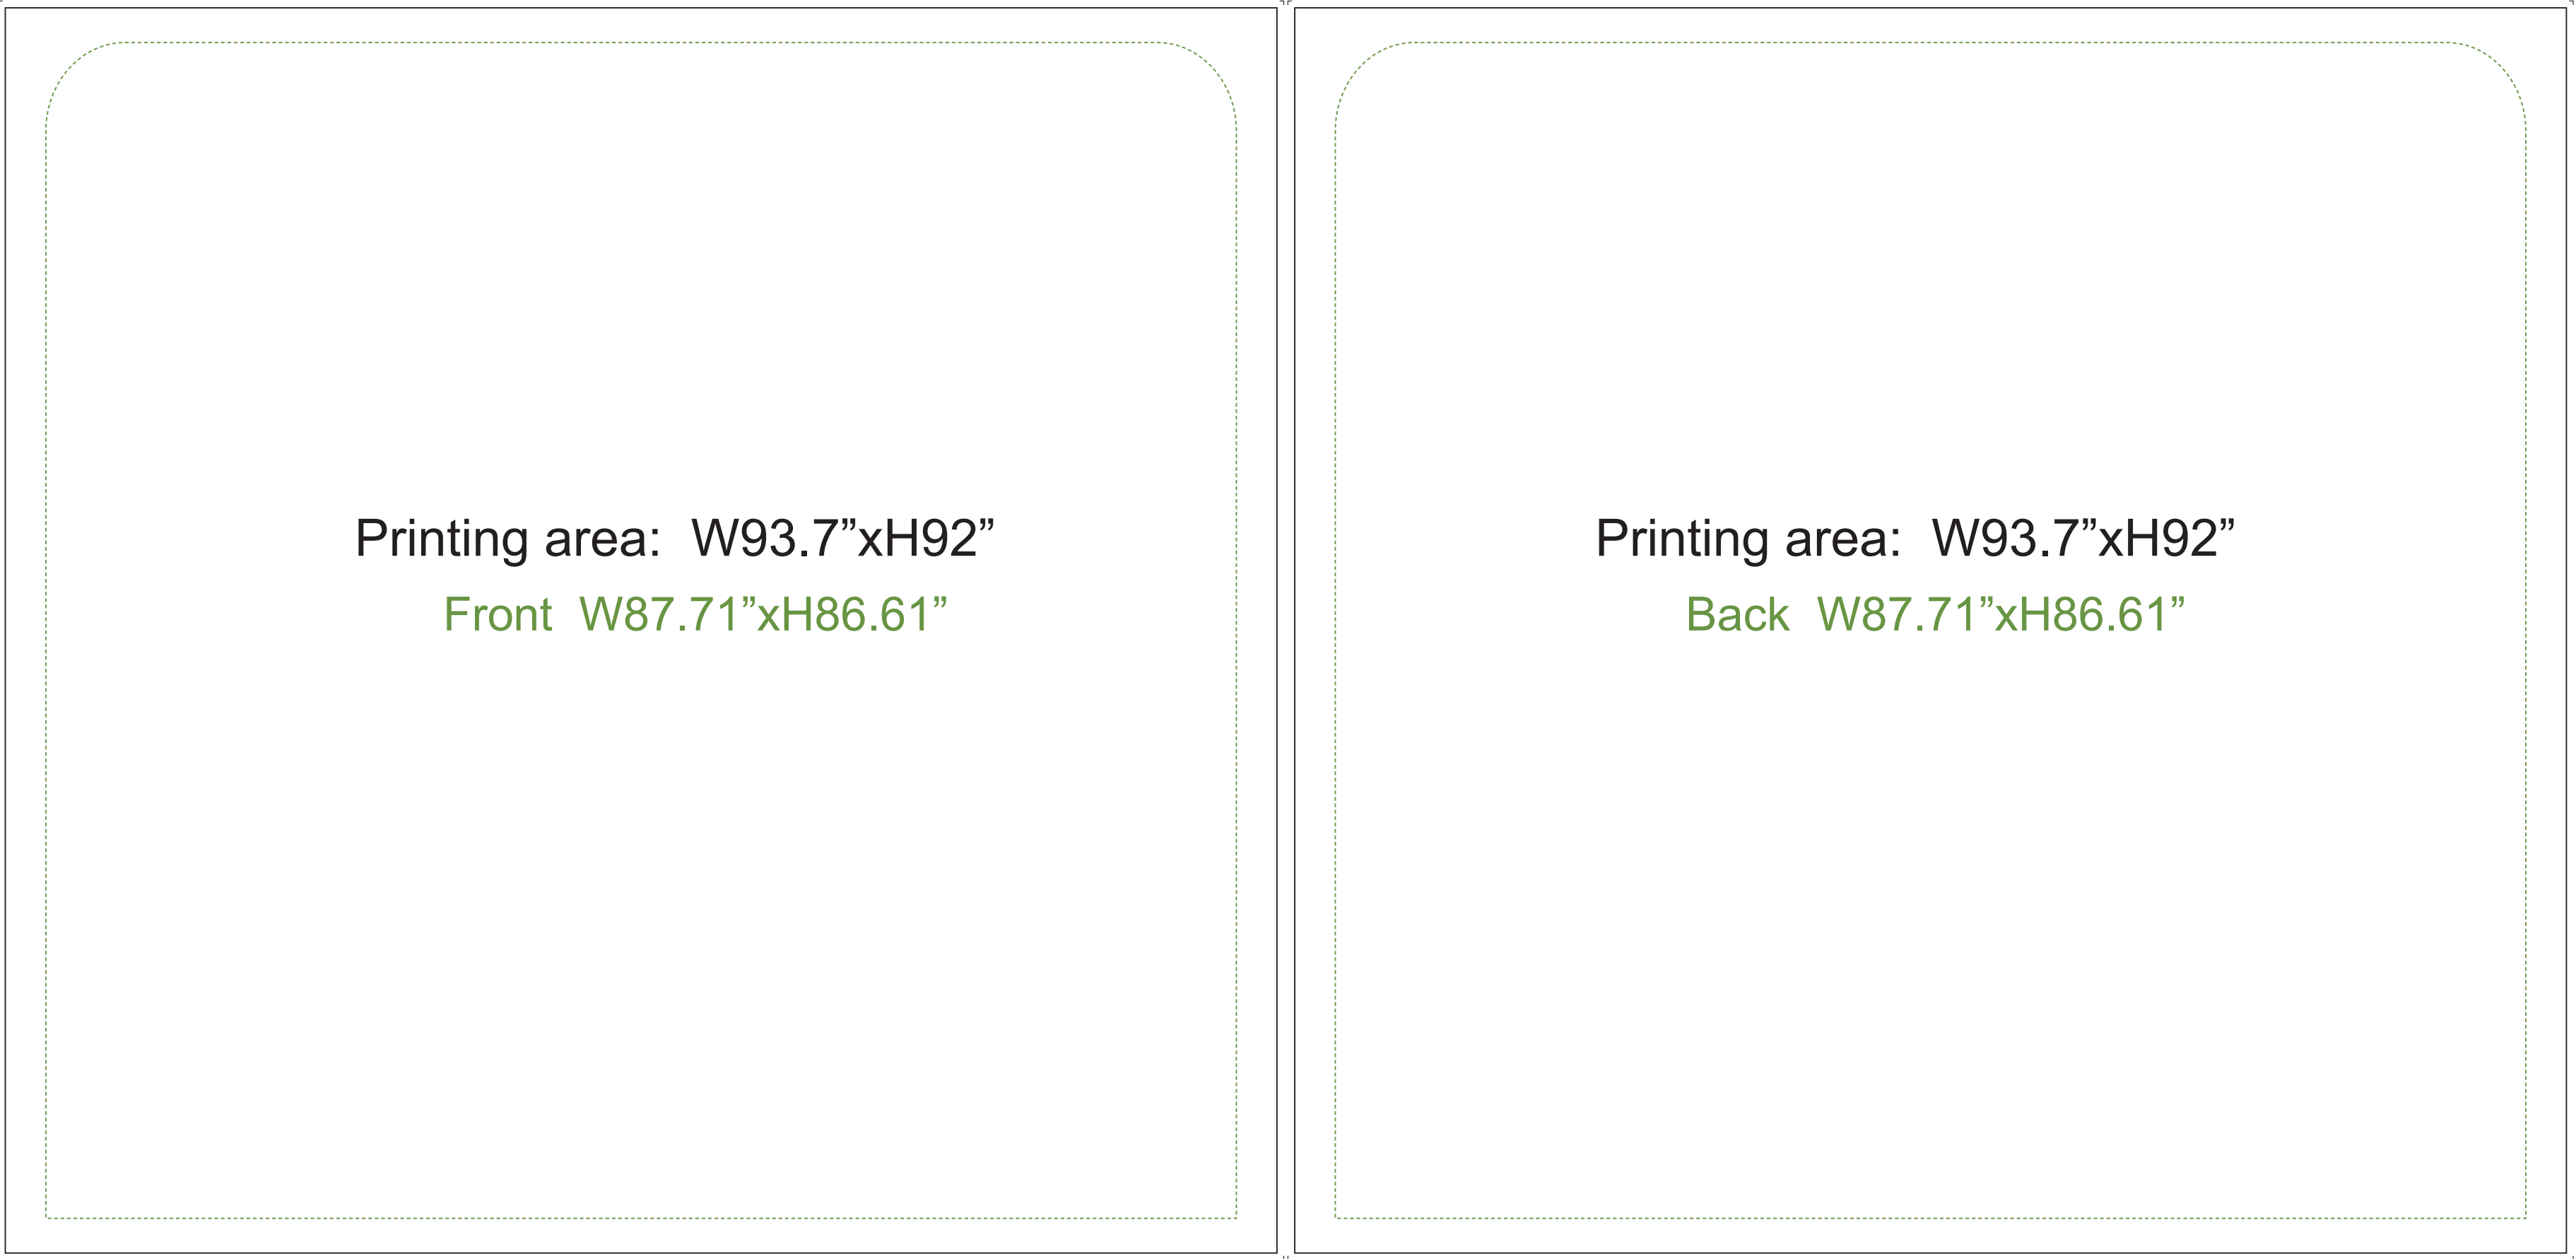 Printing area:  W93.7”xH92”
Front  W87.71”xH86.61”
Printing area:  W93.7”xH92”
Back  W87.71”xH86.61”